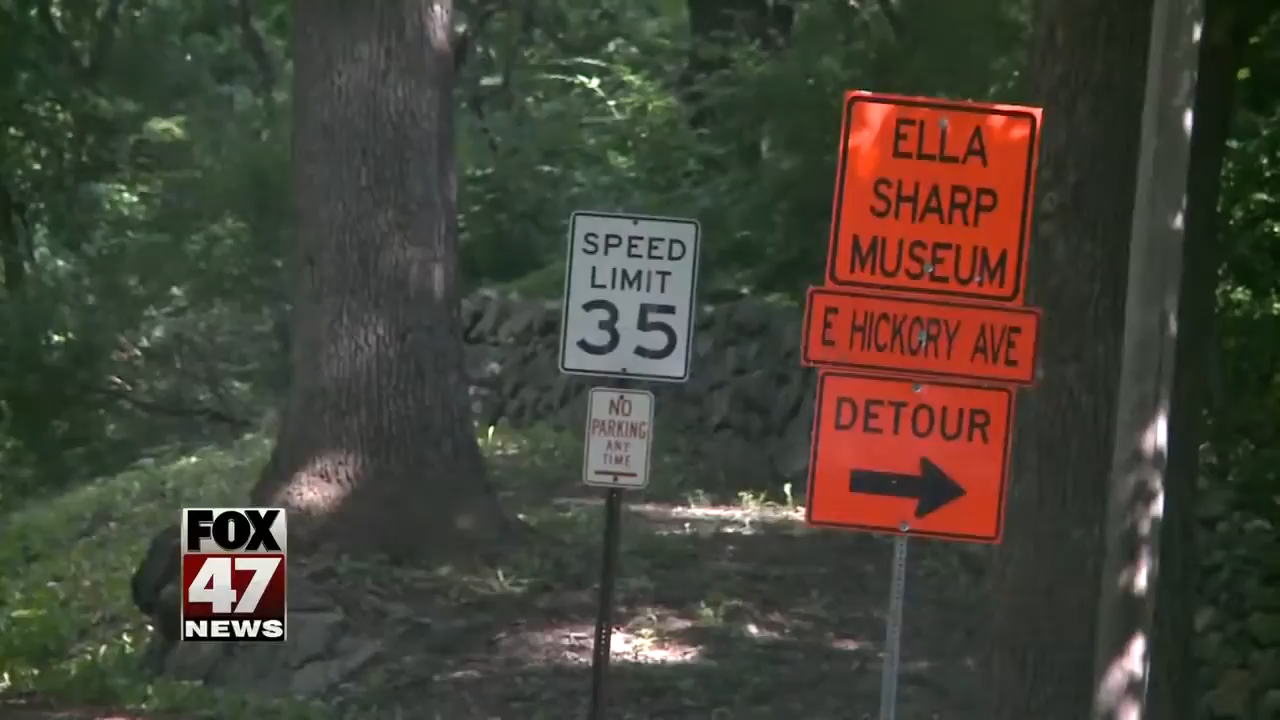 ELLA
SHARP
MUSEUM
E HICKORY AVE
DETOUR
SPEED
LIMIT
35
NO
PARKING
ANY
TIME
FOX
47
NEWS